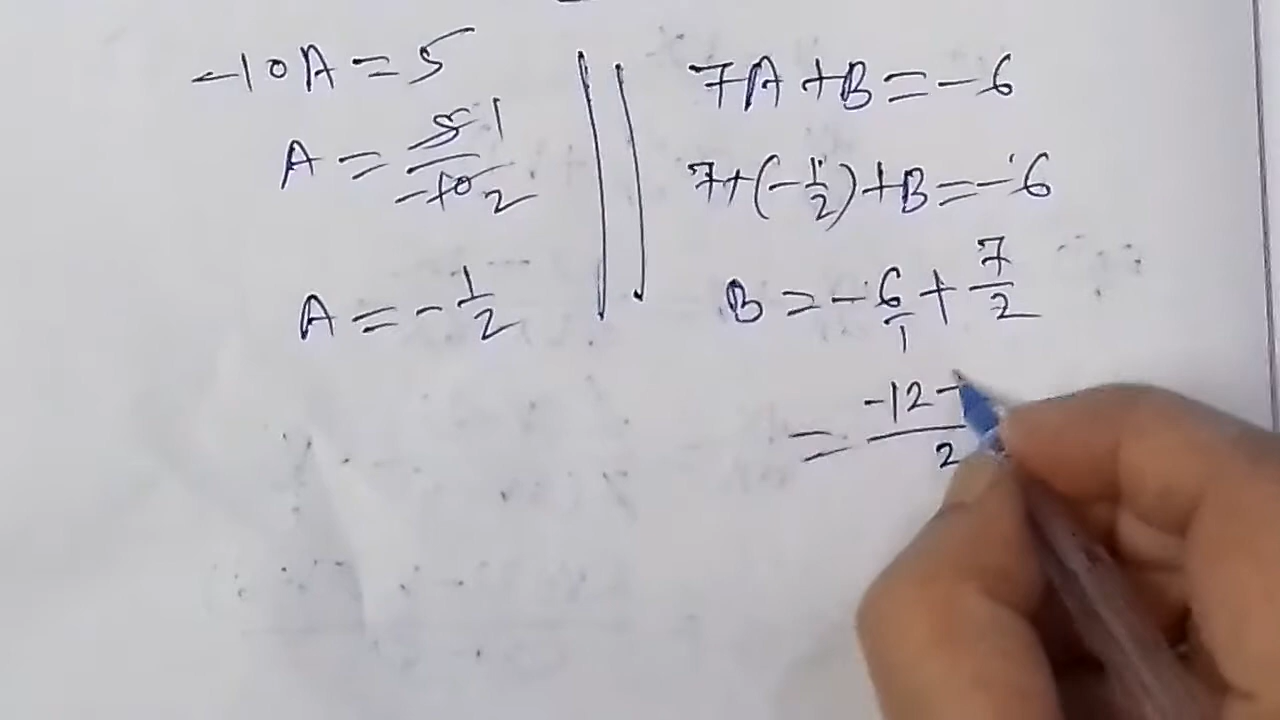 -10A = 5
A = 5 1 / -10 2
A = - 1/2
7A + B = -6
7+(-1/2)+B = -6
B = -6/1 + 7/2
= -12 - / 2